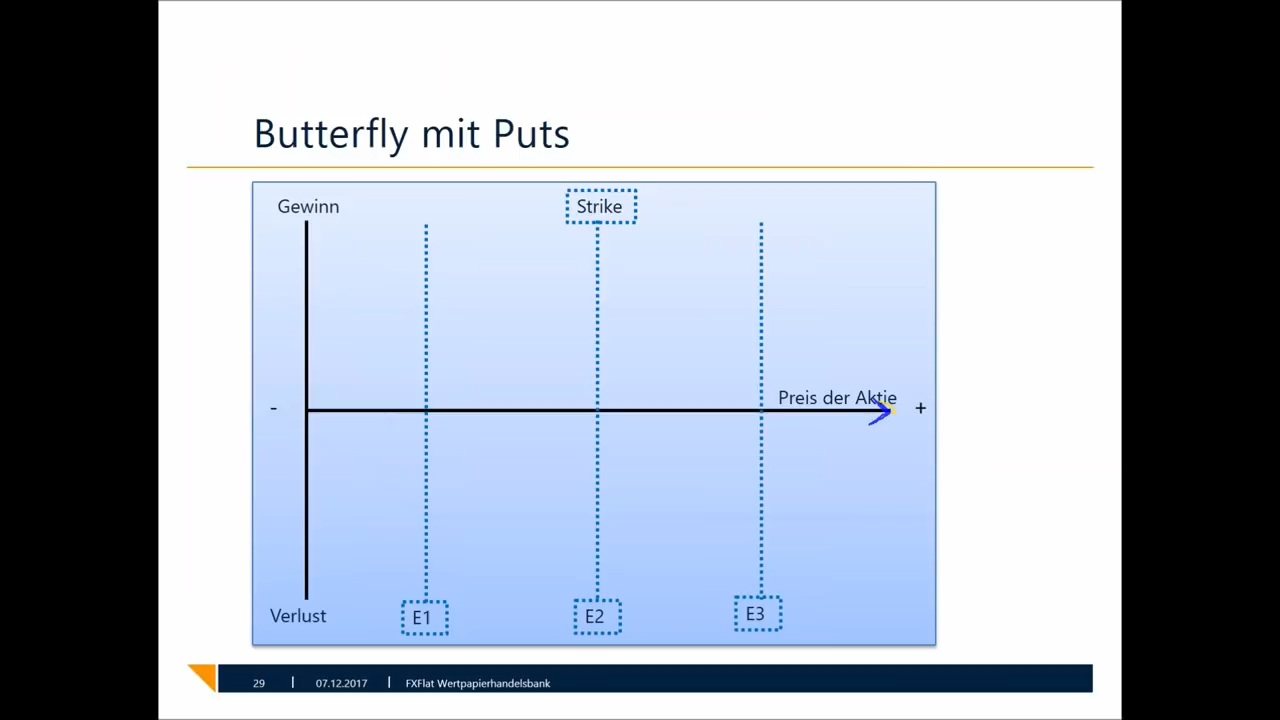 Butterfly mit Puts
Gewinn
Strike
Preis der Aktie
-
+
Verlust
E1
E2
E3
29 | 07.12.2017 | FXFlat Wertpapierhandelsbank